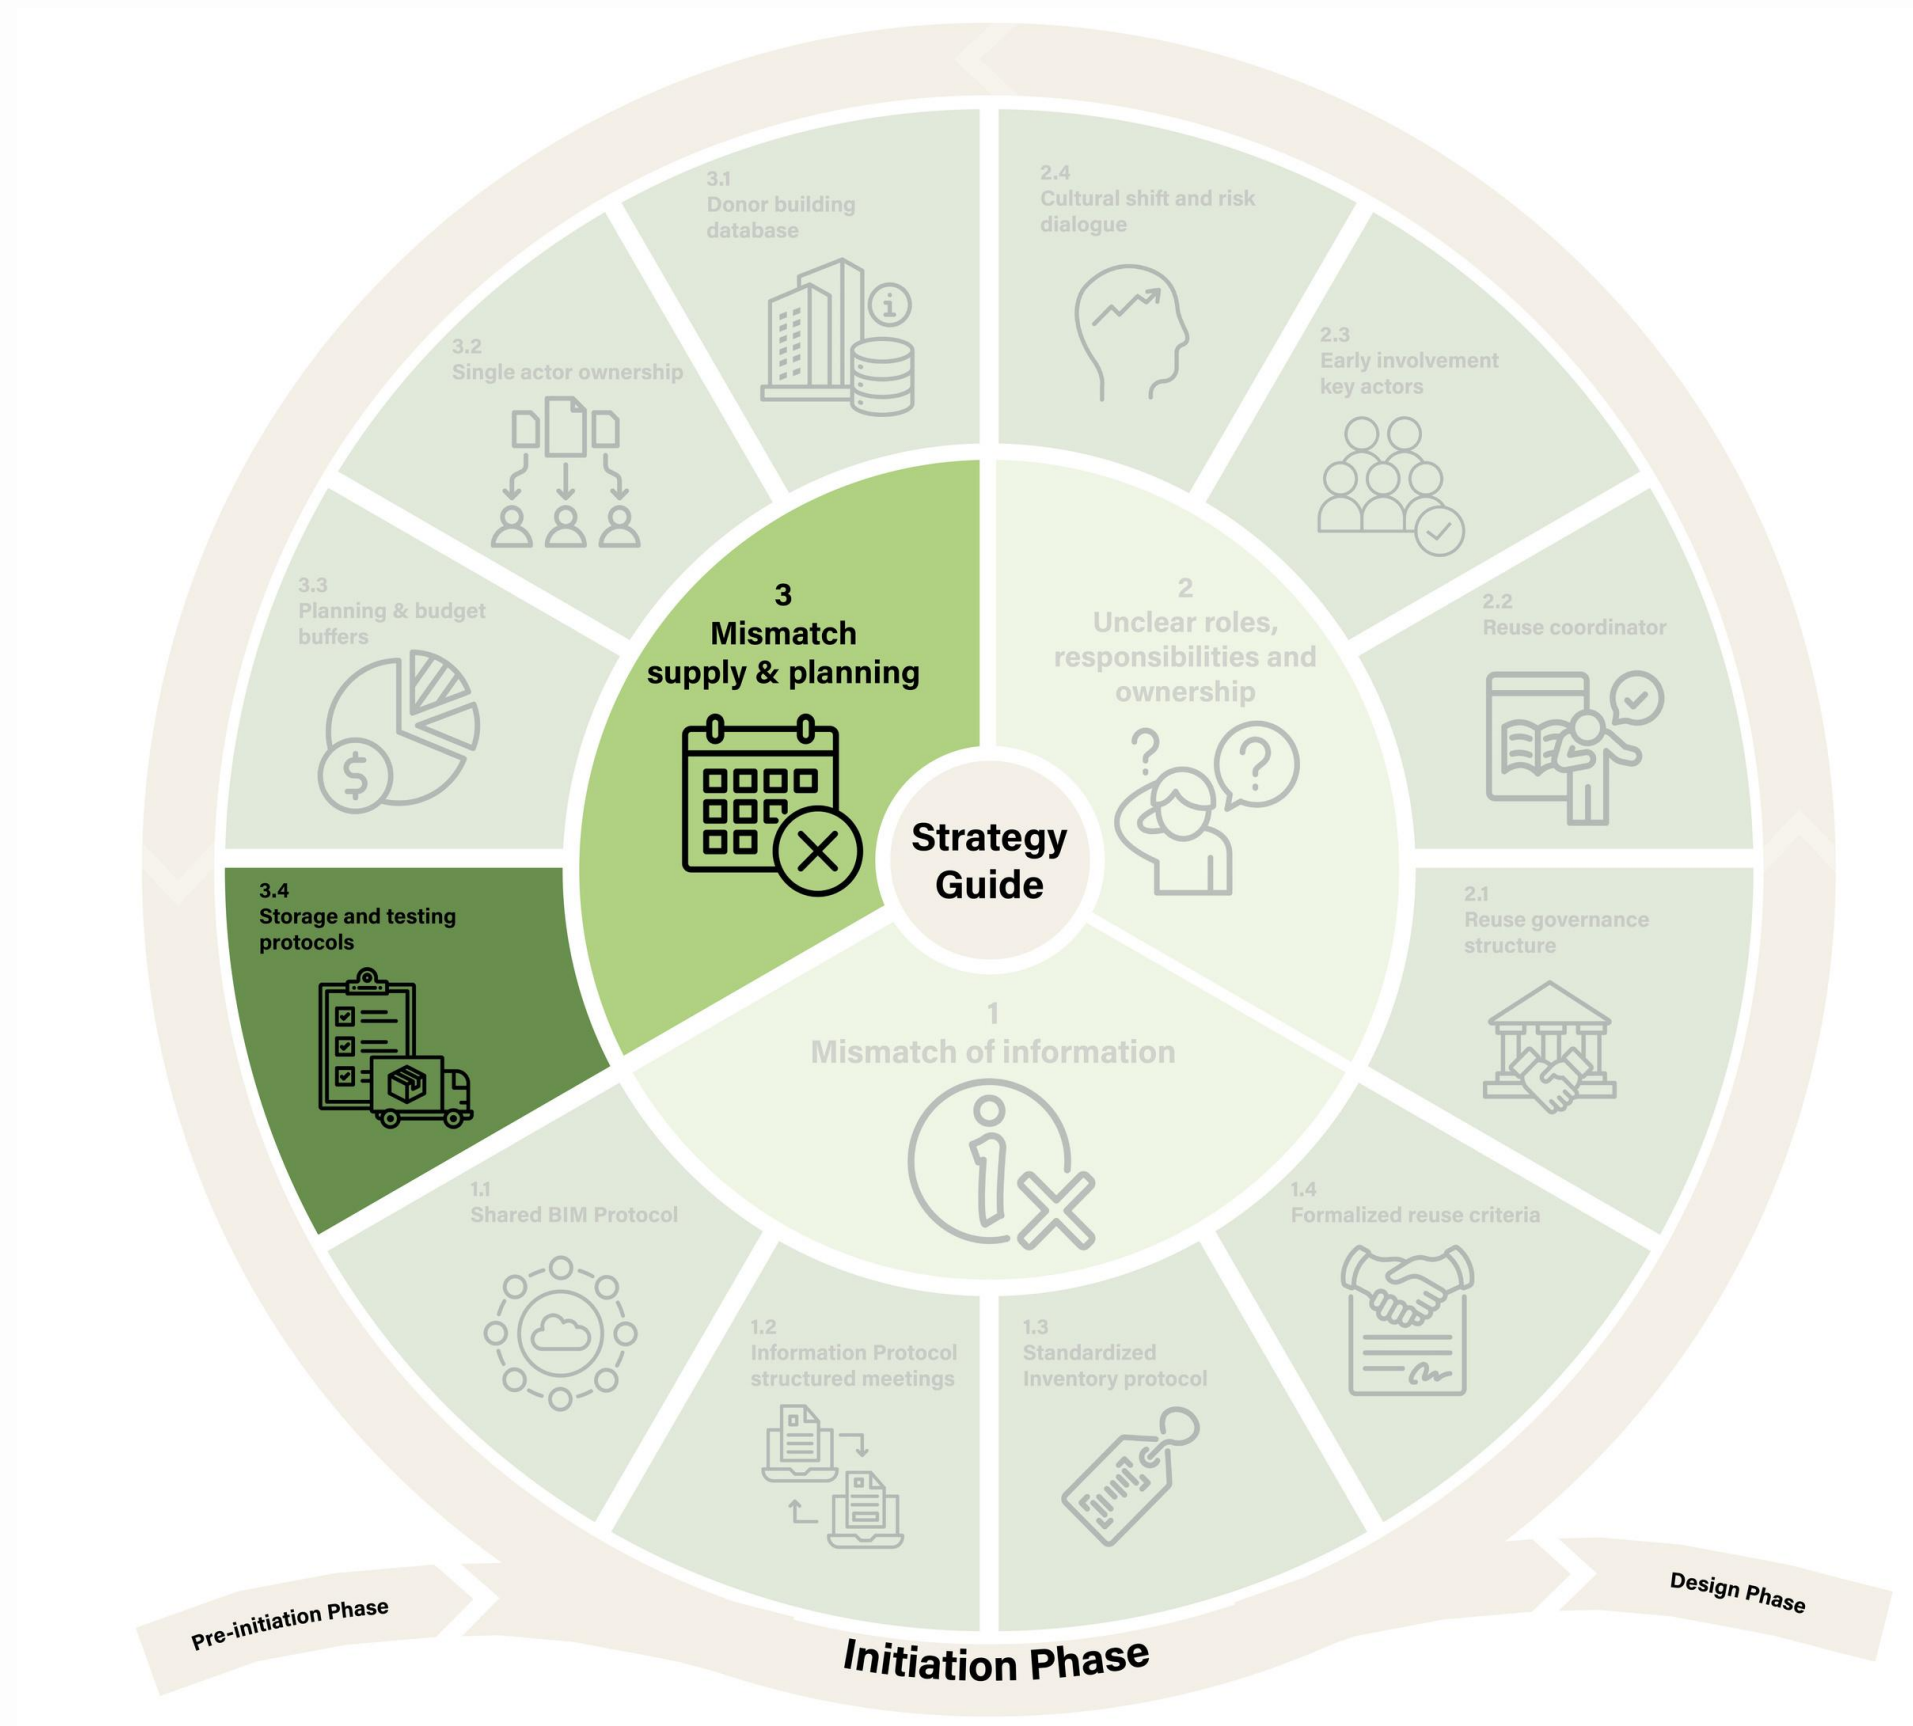 3.1
Donor building
database
2.4
Cultural shift and risk
dialogue
3.2
Single actor ownership
2.3
Early involvement
key actors
3.3
Planning & budget
buffers
2.2
Reuse coordinator
3
Mismatch
supply & planning
2
Unclear roles,
responsibilities and
ownership
Strategy
Guide
3.4
Storage and testing
protocols
2.1
Reuse governance
structure
1
Mismatch of information
1.1
Shared BIM Protocol
1.4
Formalized reuse criteria
1.2
Information Protocol
structured meetings
1.3
Standardized
Inventory protocol
Pre-initiation Phase
Initiation Phase
Design Phase